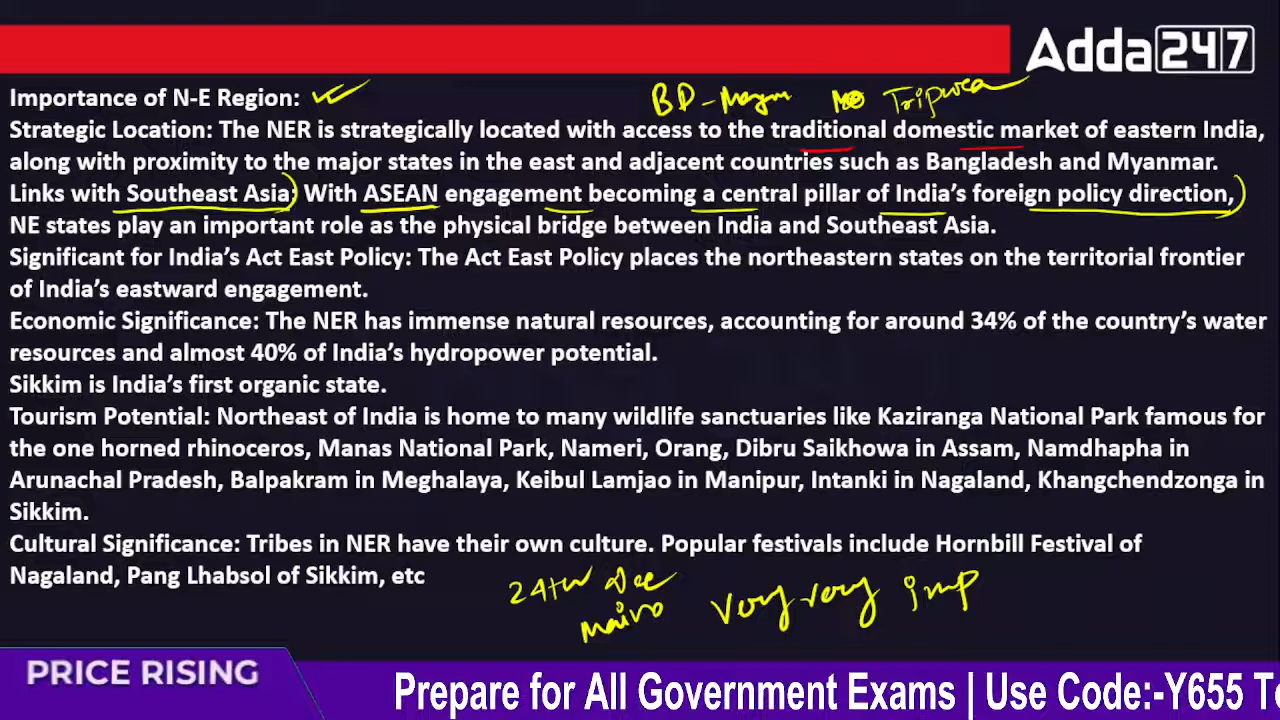 Adda247
Importance of N-E Region:
BD - Tripura
Strategic Location: The NER is strategically located with access to the traditional domestic market of eastern India,
along with proximity to the major states in the east and adjacent countries such as Bangladesh and Myanmar.
Links with Southeast Asia: With ASEAN engagement becoming a central pillar of India’s foreign policy direction,
NE states play an important role as the physical bridge between India and Southeast Asia.
Significant for India’s Act East Policy: The Act East Policy places the northeastern states on the territorial frontier
of India’s eastward engagement.
Economic Significance: The NER has immense natural resources, accounting for around 34% of the country’s water
resources and almost 40% of India’s hydropower potential.
Sikkim is India’s first organic state.
Tourism Potential: Northeast of India is home to many wildlife sanctuaries like Kaziranga National Park famous for
the one horned rhinoceros, Manas National Park, Nameri, Orang, Dibru Saikhowa in Assam, Namdhapha in
Arunachal Pradesh, Balpakram in Meghalaya, Keibul Lamjao in Manipur, Intanki in Nagaland, Khangchendzonga in
Sikkim.
Cultural Significance: Tribes in NER have their own culture. Popular festivals include Hornbill Festival of
Nagaland, Pang Lhabsol of Sikkim, etc
24th Dec
very very imp
PRICE RISING
Prepare for All Government Exams | Use Code:-Y655 To